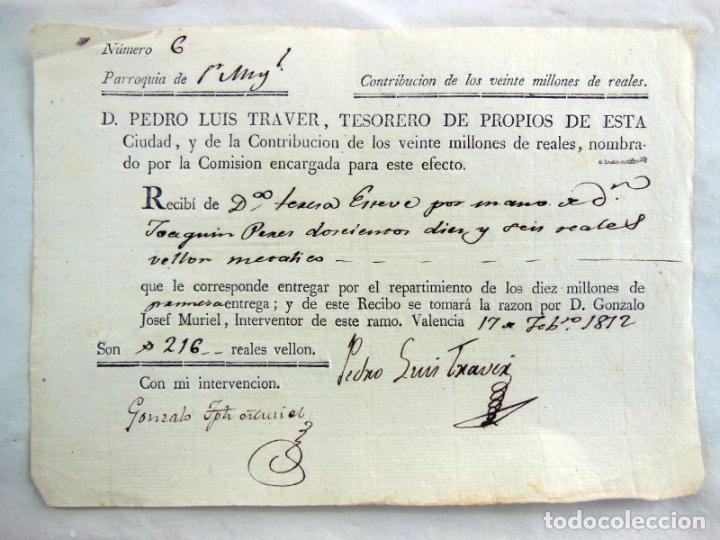 Número 6
Parroquia de Sn Migl
Contribucion de los veinte millones de reales.
D. PEDRO LUIS TRAVER, TESORERO DE PROPIOS DE ESTA
Ciudad, y de la Contribucion de los veinte millones de reales, nombra-
do por la Comision encargada para este efecto.
Recibí de Dña teresa Esteve por mano de Dn
Joaquin Peres doscientos diez y seis reales
vellon metalico
que le corresponde entregar por el repartimiento de los diez millones de
primera entrega; y de este Recibo se tomará la razon por D. Gonzalo
Josef Muriel, Interventor de este ramo. Valencia 17 de Febro 1812
Son 216 reales vellon.
Pedro Luis Traver
Con mi intervencion.
Gonzalo Jph Muriel
todocoleccion